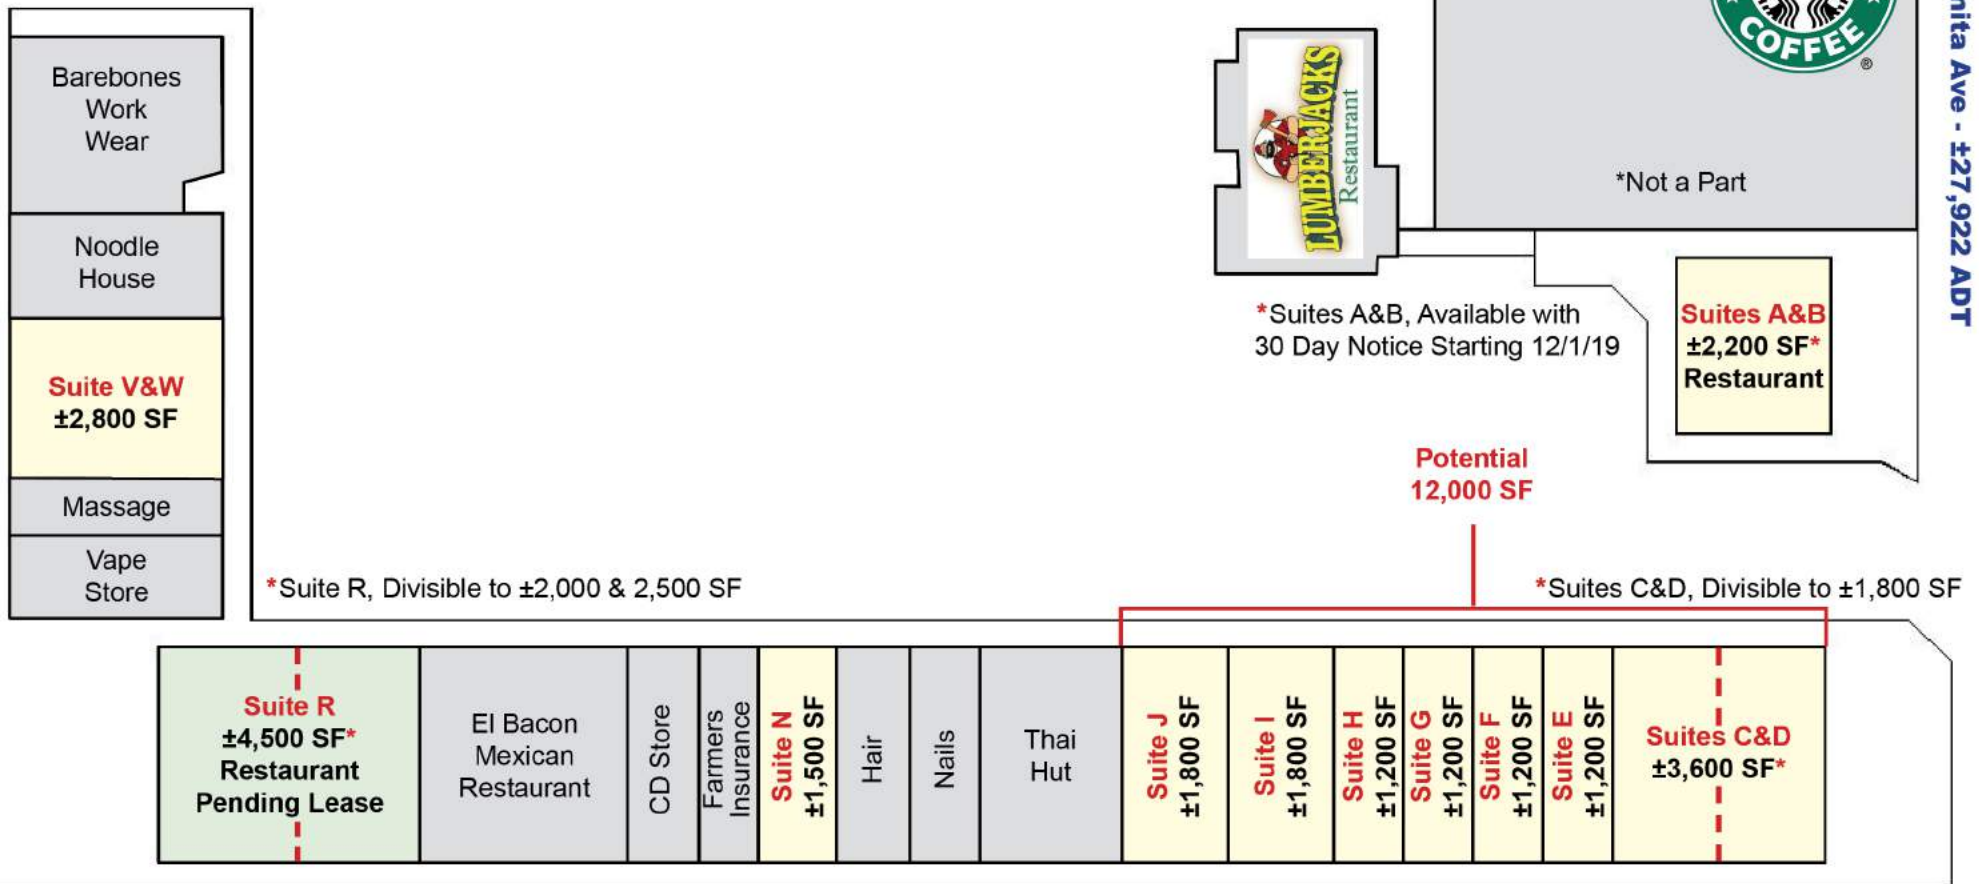 COFFEE
®
*Not a Part
Ave - ±27,922 ADT
LUMBERJACKS
Restaurant
Barebones
Work
Wear
Noodle
House
Suite V&W
±2,800 SF
Massage
Vape
Store
*Suites A&B, Available with
30 Day Notice Starting 12/1/19
Suites A&B
±2,200 SF*
Restaurant
Potential
12,000 SF
*Suite R, Divisible to ±2,000 & 2,500 SF
*Suites C&D, Divisible to ±1,800 SF
Suite R
±4,500 SF*
Restaurant
Pending Lease
El Bacon
Mexican
Restaurant
CD Store
Farmers
Insurance
Suite N
±1,500 SF
Hair
Nails
Thai
Hut
Suite J
±1,800 SF
Suite I
±1,800 SF
Suite H
±1,200 SF
Suite G
±1,200 SF
Suite F
±1,200 SF
Suite E
±1,200 SF
Suites C&D
±3,600 SF*